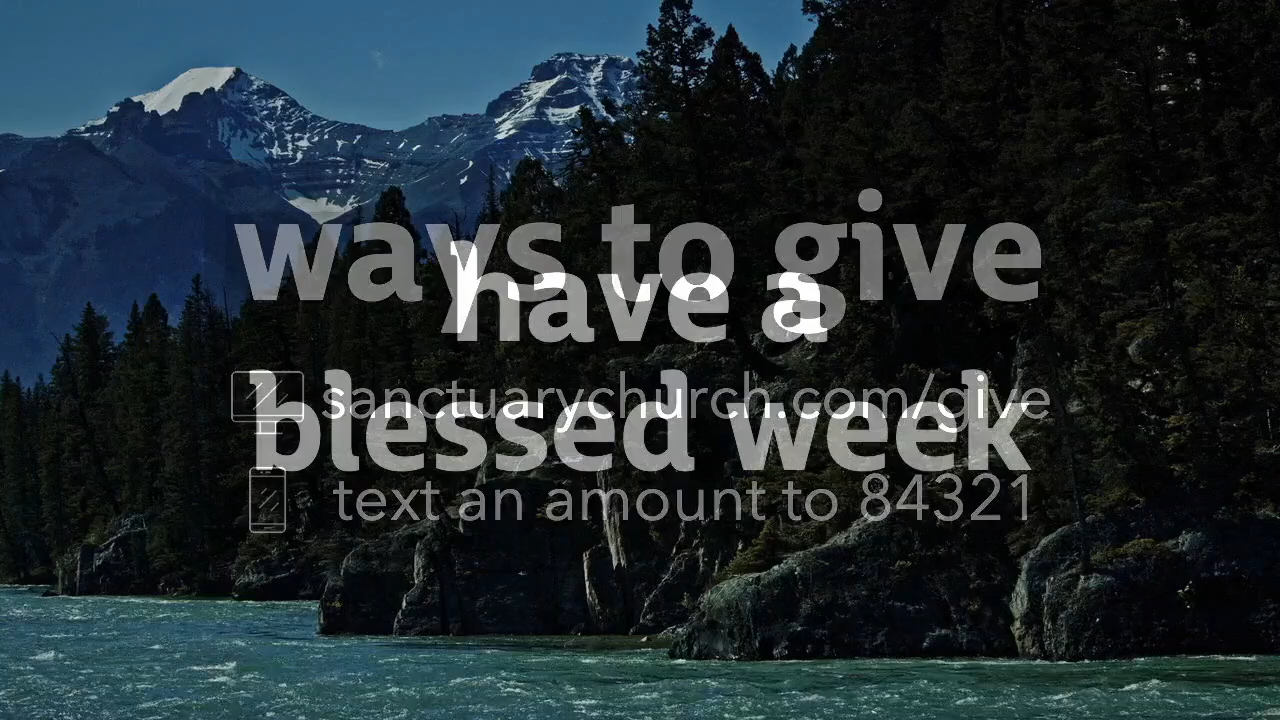 ways to give
have a
sanctuarychurch.com/give
blessed week
text an amount to 84321